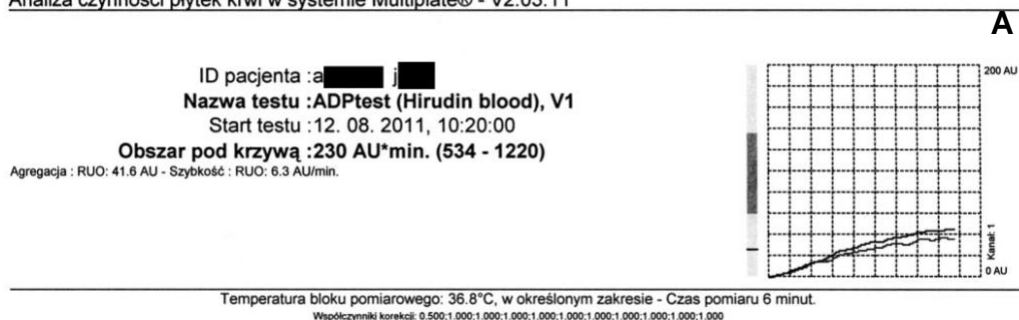 Analiza czynności płytek krwi w systemie Multiplate® - V2.03.11
A
ID pacjenta :a j
Nazwa testu :ADPtest (Hirudin blood), V1
Start testu :12. 08. 2011, 10:20:00
Obszar pod krzywą :230 AU*min. (534 - 1220)
Agregacja : RUO: 41.6 AU - Szybkość : RUO: 6.3 AU/min.
200 AU
Kanał: 1
0 AU
Temperatura bloku pomiarowego: 36.8°C, w określonym zakresie - Czas pomiaru 6 minut.
Współczynniki korekcji: 0.500;1.000;1.000;1.000;1.000;1.000;1.000;1.000;1.000;1.000;1.000